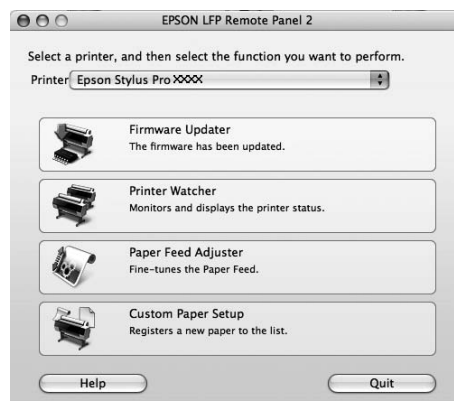 EPSON LFP Remote Panel 2
Select a printer, and then select the function you want to perform.
Printer Epson Stylus Pro XXXX
Firmware Updater
The firmware has been updated.
Printer Watcher
Monitors and displays the printer status.
Paper Feed Adjuster
Fine-tunes the Paper Feed.
Custom Paper Setup
Registers a new paper to the list.
Help Quit